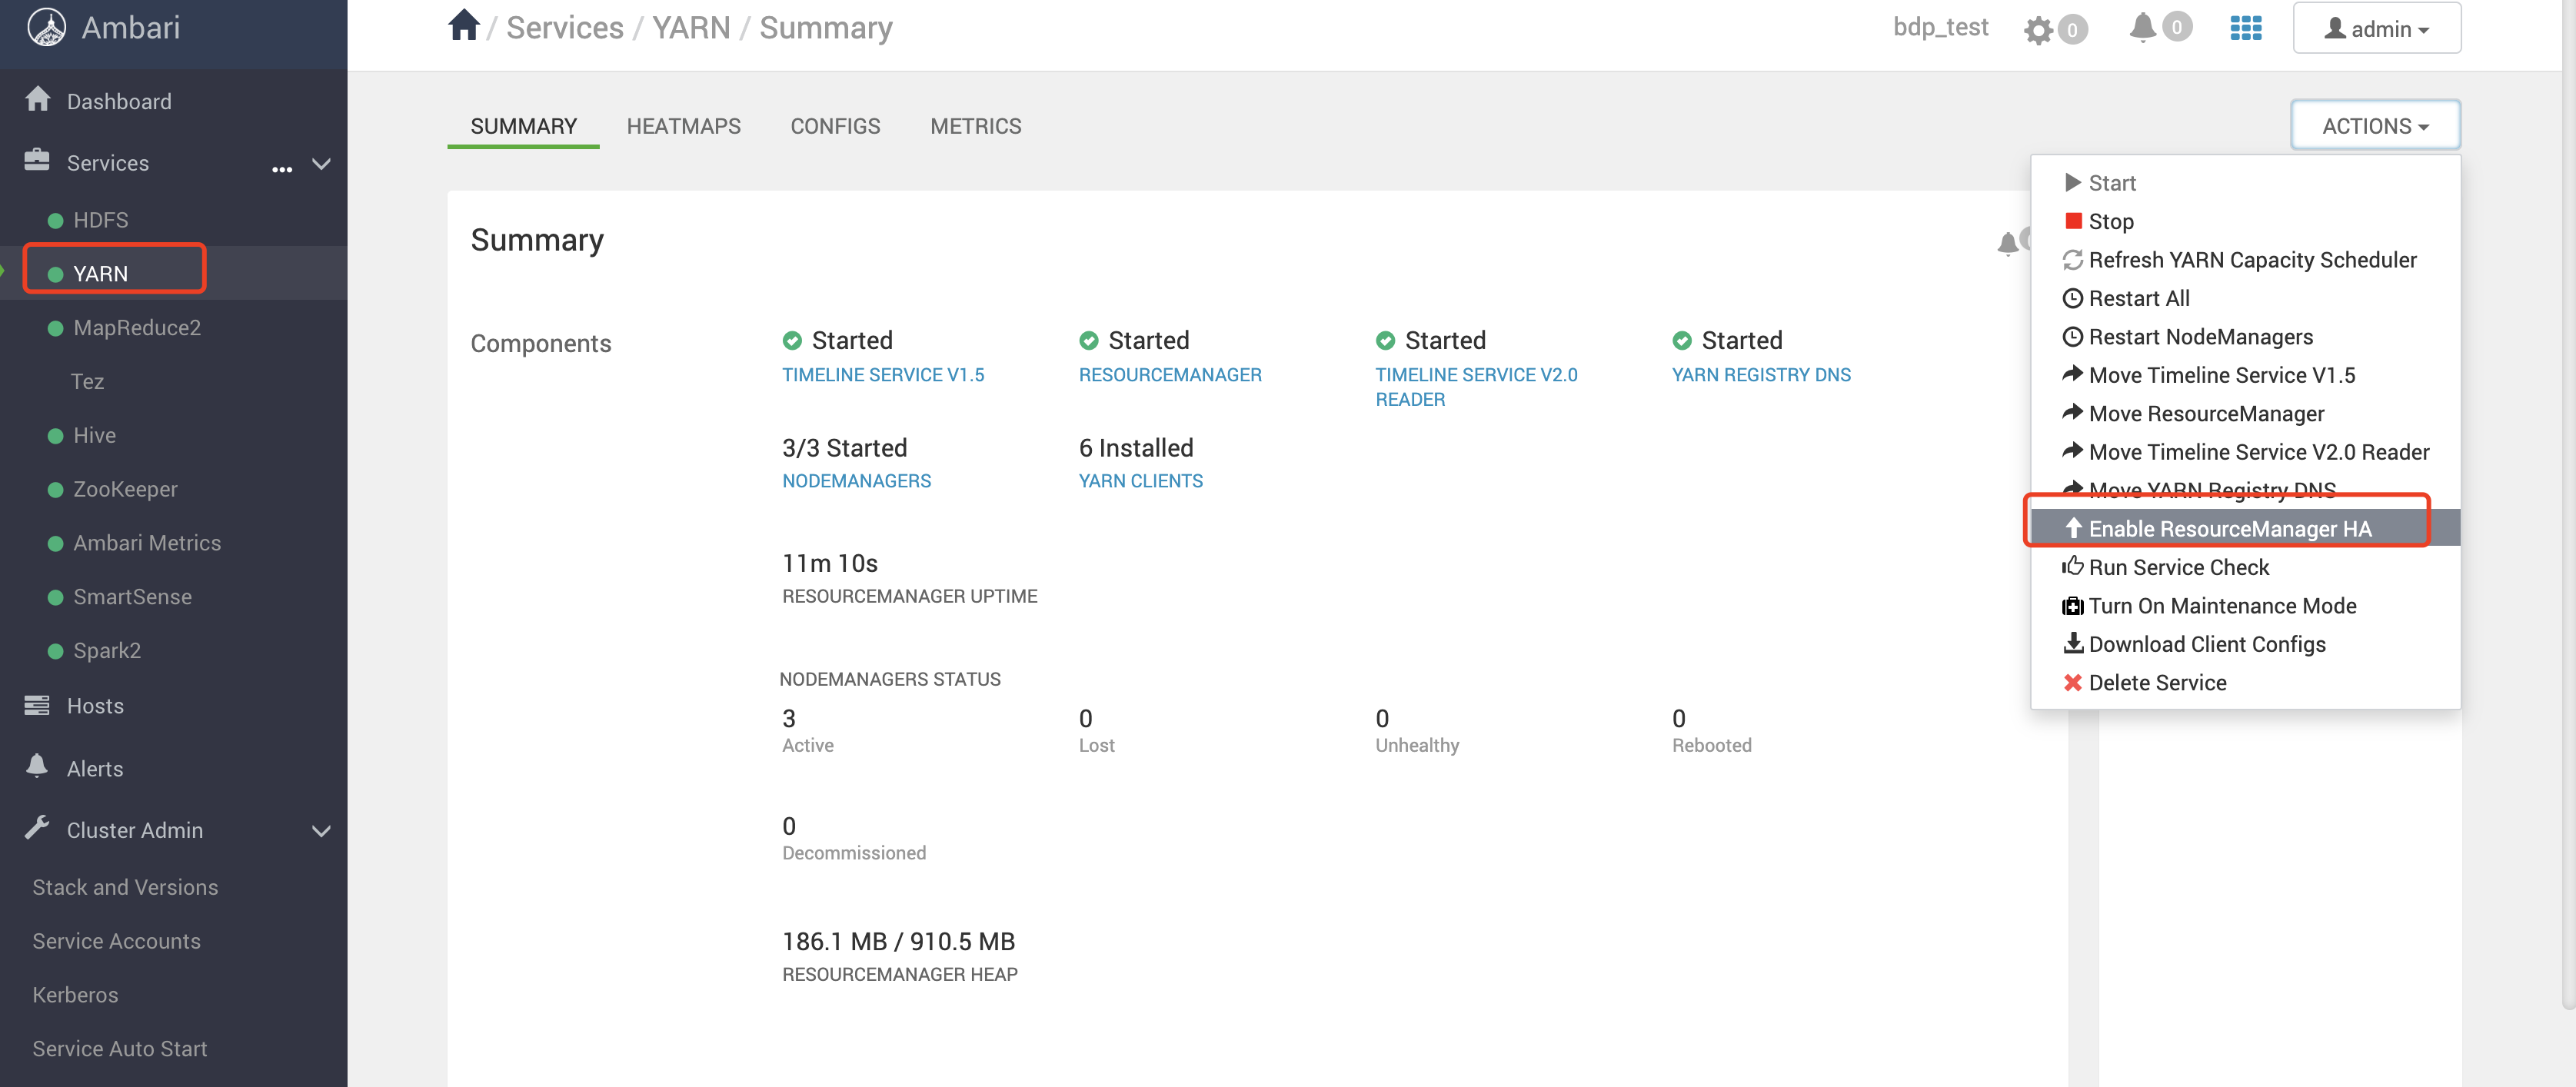 Ambari
/ Services / YARN / Summary
bdp_test
0
0
admin
Dashboard
Services
...
HDFS
YARN
MapReduce2
Tez
Hive
ZooKeeper
Ambari Metrics
SmartSense
Spark2
Hosts
Alerts
Cluster Admin
Stack and Versions
Service Accounts
Kerberos
Service Auto Start
SUMMARY HEATMAPS CONFIGS METRICS
ACTIONS
Summary
Components
Started
TIMELINE SERVICE V1.5
Started
RESOURCEMANAGER
Started
TIMELINE SERVICE V2.0
READER
Started
YARN REGISTRY DNS
3/3 Started
NODEMANAGERS
6 Installed
YARN CLIENTS
11m 10s
RESOURCEMANAGER UPTIME
NODEMANAGERS STATUS
3
Active
0
Lost
0
Unhealthy
0
Rebooted
0
Decommissioned
186.1 MB / 910.5 MB
RESOURCEMANAGER HEAP
Start
Stop
Refresh YARN Capacity Scheduler
Restart All
Restart NodeManagers
Move Timeline Service V1.5
Move ResourceManager
Move Timeline Service V2.0 Reader
Move YARN Registry DNS
Enable ResourceManager HA
Run Service Check
Turn On Maintenance Mode
Download Client Configs
Delete Service